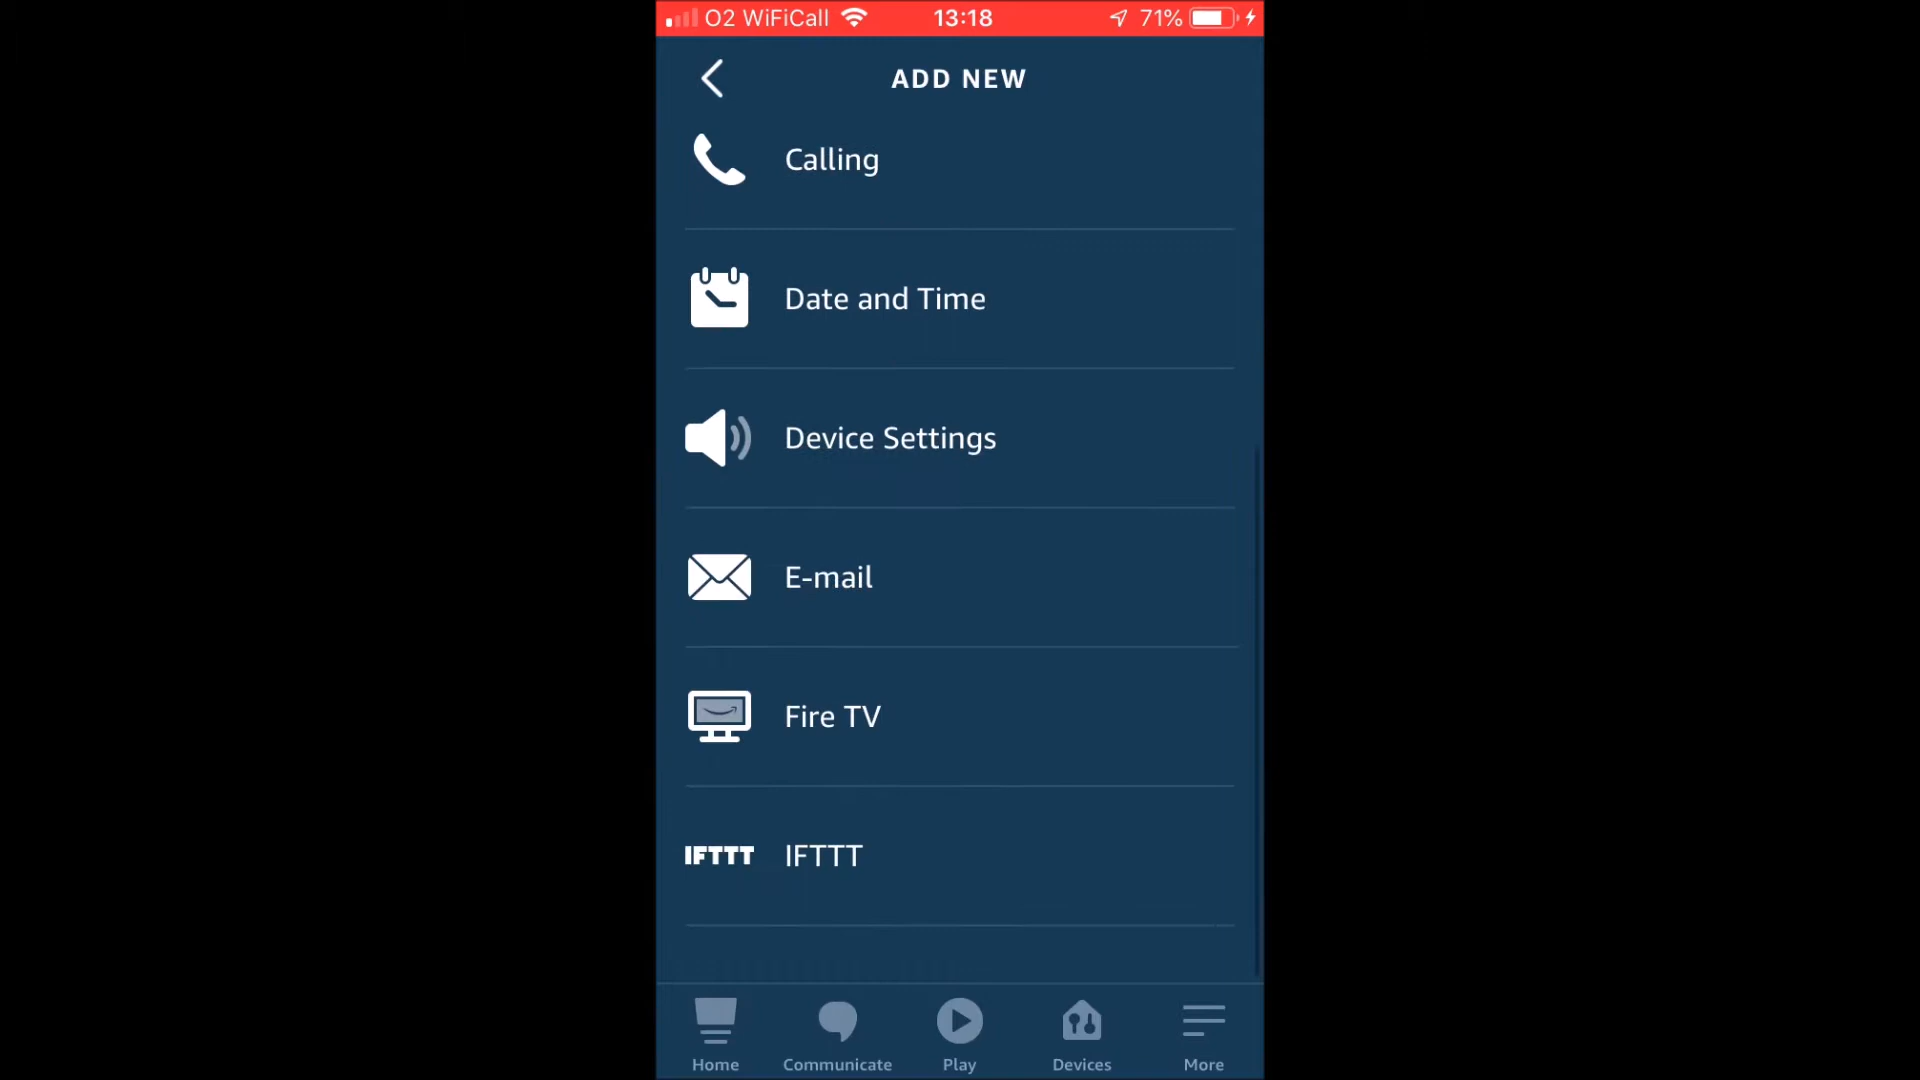 O2 WiFiCall 13:18 71%
ADD NEW
Calling
Date and Time
Device Settings
E-mail
Fire TV
IFTTT IFTTT
Home Communicate Play Devices More